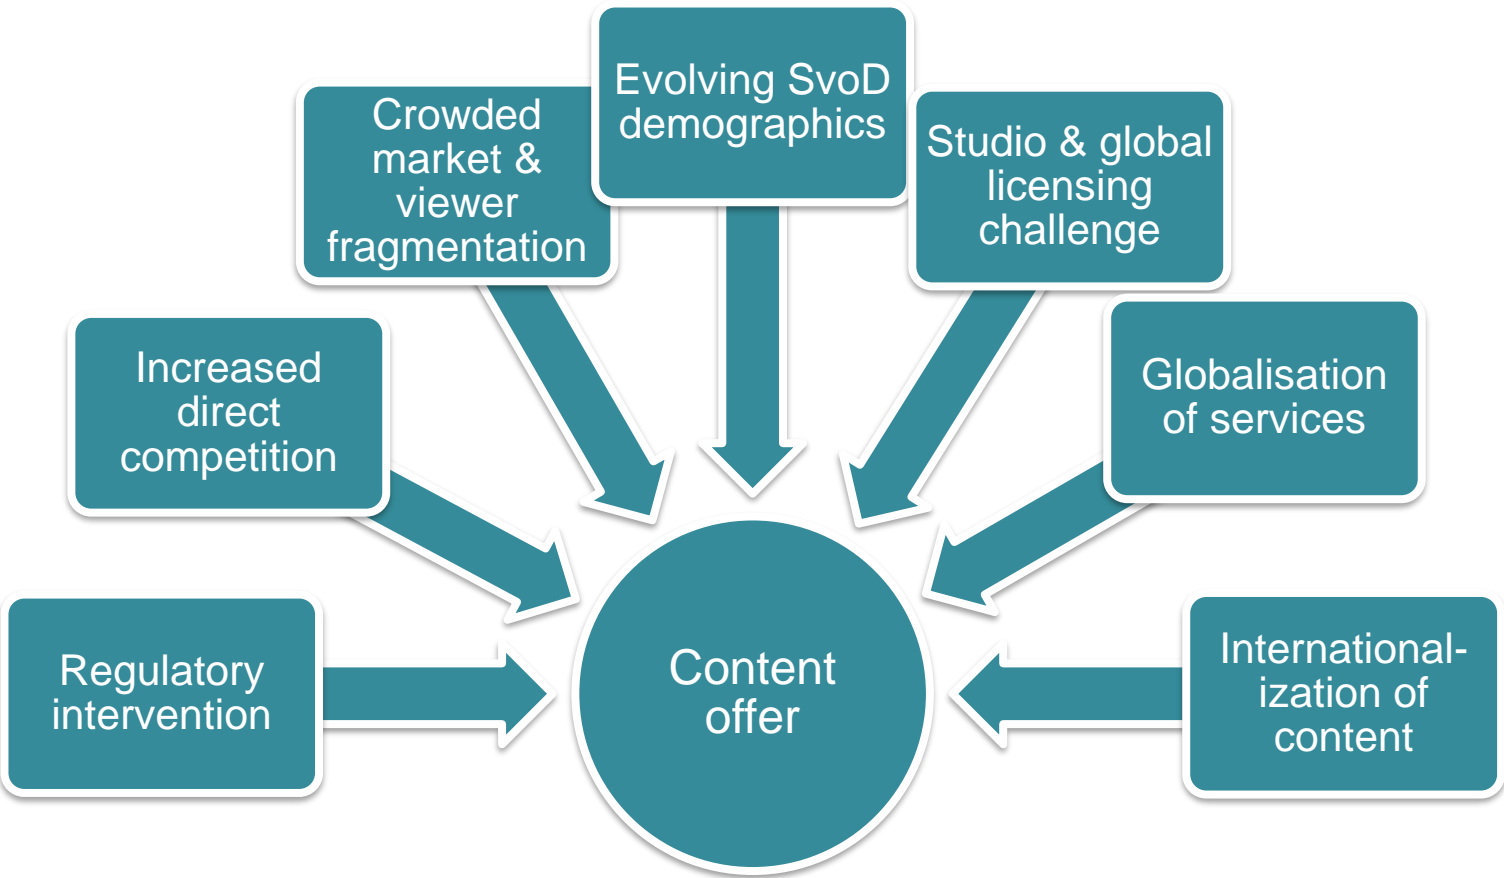 Evolving SvoD
demographics
Crowded
market &
viewer
fragmentation
Studio & global
licensing
challenge
Increased
direct
competition
Globalisation
of services
Regulatory
intervention
Content
offer
International-
ization of
content